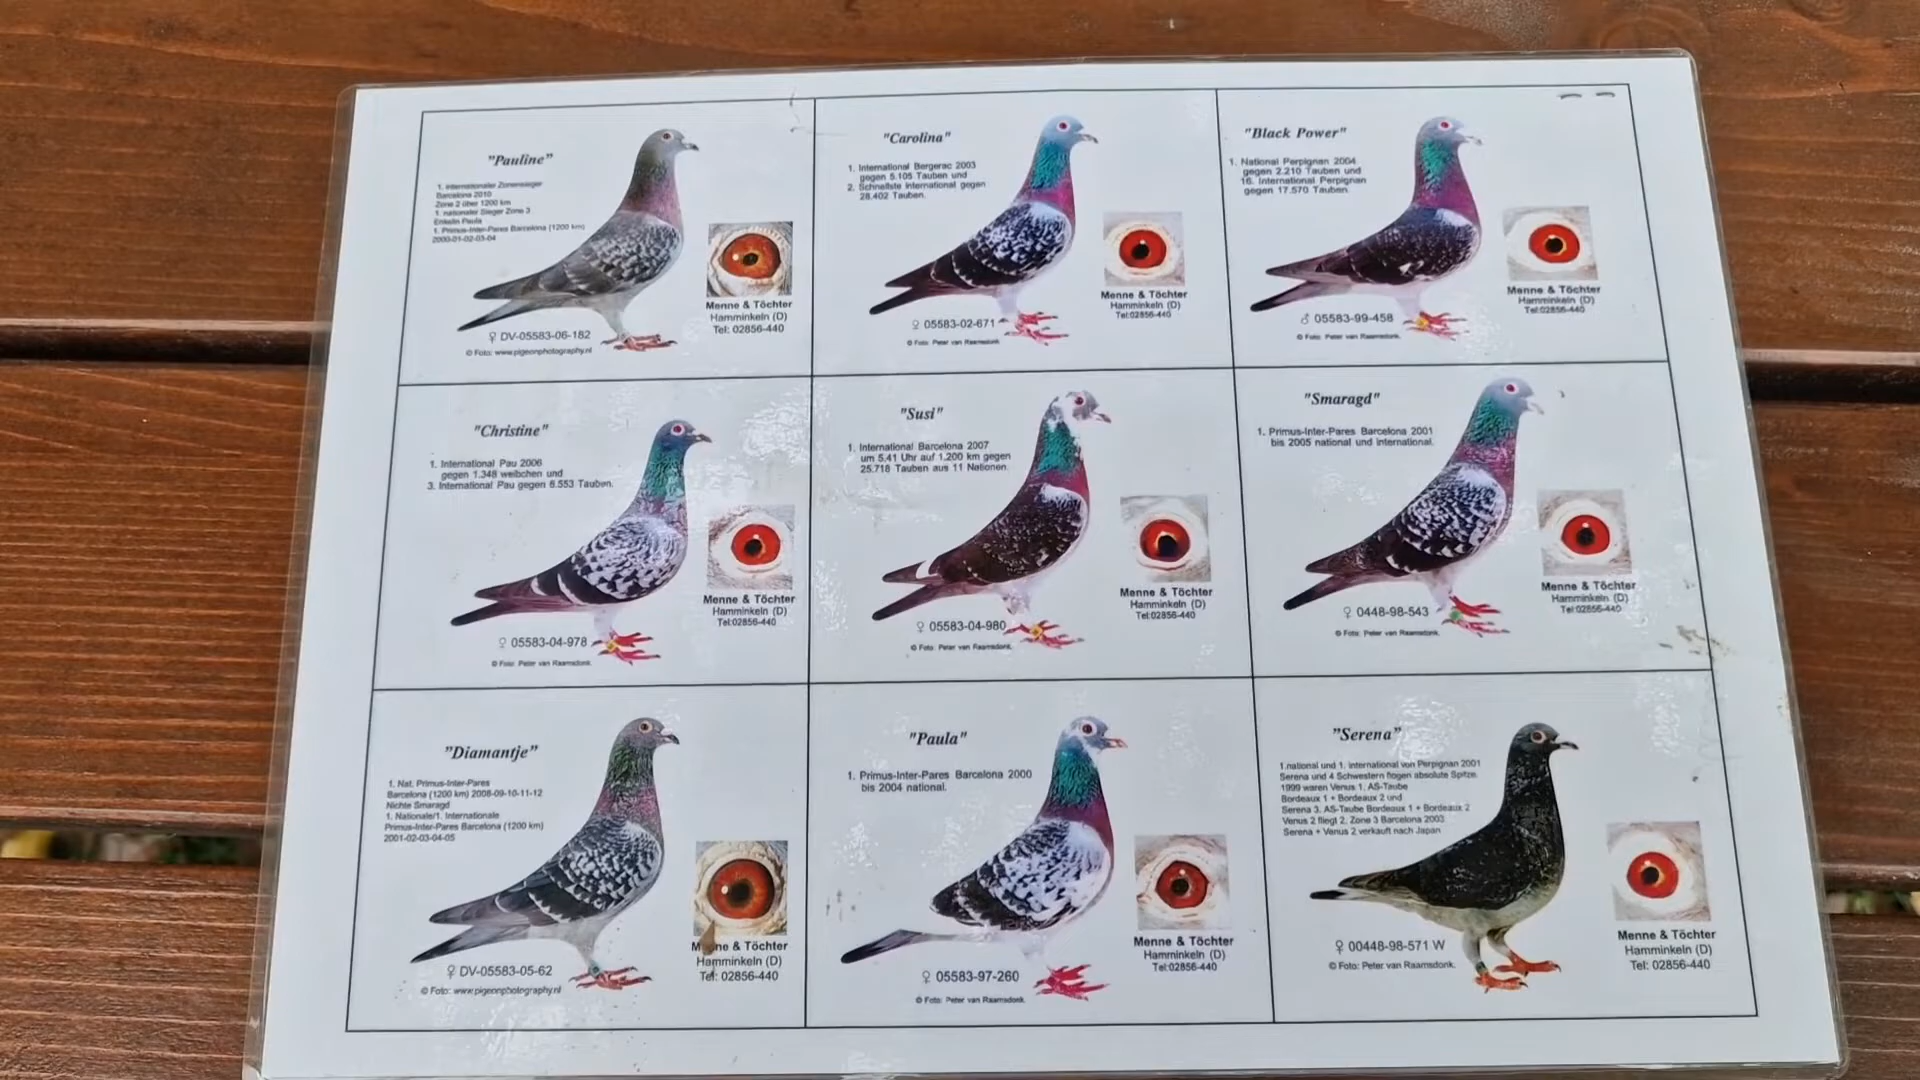 "Pauline"
1. internationaler Zonensieger
Barcelona 2010
Zone 2 über 1200 km
1. nationaler Sieger Zone 3
Enkelin Paula
1. Primus-Inter-Pares Barcelona (1200 km)
2000-01-02-03-04
Menne & Töchter
Hamminkeln (D)
Tel: 02856-440
♀ DV-05583-06-182
© Foto: www.pigeonphotography.nl
"Carolina"
1. International Bergerac 2003
gegen 5.105 Tauben und
2. Schnellste International gegen
28.402 Tauben.
Menne & Töchter
Hamminkeln (D)
Tel:02856-440
♀ 05583-02-671
© Foto: Peter van Raamsdonk.
"Black Power"
1. National Perpignan 2004
gegen 2.210 Tauben und
16. International Perpignan
gegen 17.570 Tauben.
Menne & Töchter
Hamminkeln (D)
Tel:02856-440
♂ 05583-99-458
© Foto: Peter van Raamsdonk.
"Christine"
1. International Pau 2006
gegen 1.348 weibchen und
3. International Pau gegen 8.553 Tauben.
Menne & Töchter
Hamminkeln (D)
Tel:02856-440
♀ 05583-04-978
© Foto: Peter van Raamsdonk.
"Susi"
1. International Barcelona 2007
um 5.41 Uhr auf 1.200 km gegen
25.718 Tauben aus 11 Nationen.
Menne & Töchter
Hamminkeln (D)
Tel:02856-440
♀ 05583-04-980
© Foto: Peter van Raamsdonk.
"Smaragd"
1. Primus-Inter-Pares Barcelona 2001
bis 2005 national und international.
Menne & Töchter
Hamminkeln (D)
Tel:02856-440
♀ 0448-98-543
© Foto: Peter van Raamsdonk.
"Diamantje"
1. Nat. Primus-Inter-Pares
Barcelona (1200 km) 2008-09-10-11-12
Nichte Smaragd
1. Nationale/1. Internationale
Primus-Inter-Pares Barcelona (1200 km)
2001-02-03-04-05
Menne & Töchter
Hamminkeln (D)
Tel: 02856-440
♀ DV-05583-05-62
© Foto: www.pigeonphotography.nl
"Paula"
1. Primus-Inter-Pares Barcelona 2000
bis 2004 national.
Menne & Töchter
Hamminkeln (D)
Tel:02856-440
♀ 05583-97-260
© Foto: Peter van Raamsdonk.
"Serena"
1.national und 1. international von Perpignan 2001
Serena und 4 Schwestern flogen absolute Spitze.
1999 waren Venus 1. AS-Taube
Bordeaux 1 + Bordeaux 2 und
Serena 3. AS-Taube Bordeaux 1 + Bordeaux 2
Venus 2 fliegt 2. Zone 3 Barcelona 2003
Serena + Venus 2 verkauft nach Japan
Menne & Töchter
Hamminkeln (D)
Tel: 02856-440
♀ 00448-98-571 W
© Foto: Peter van Raamsdonk.